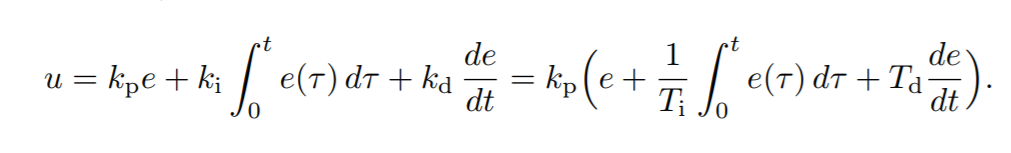 u = k_p e + k_i ∫_0^t e(τ) dτ + k_d de/dt = k_p(e + 1/T_i ∫_0^t e(τ) dτ + T_d de/dt).